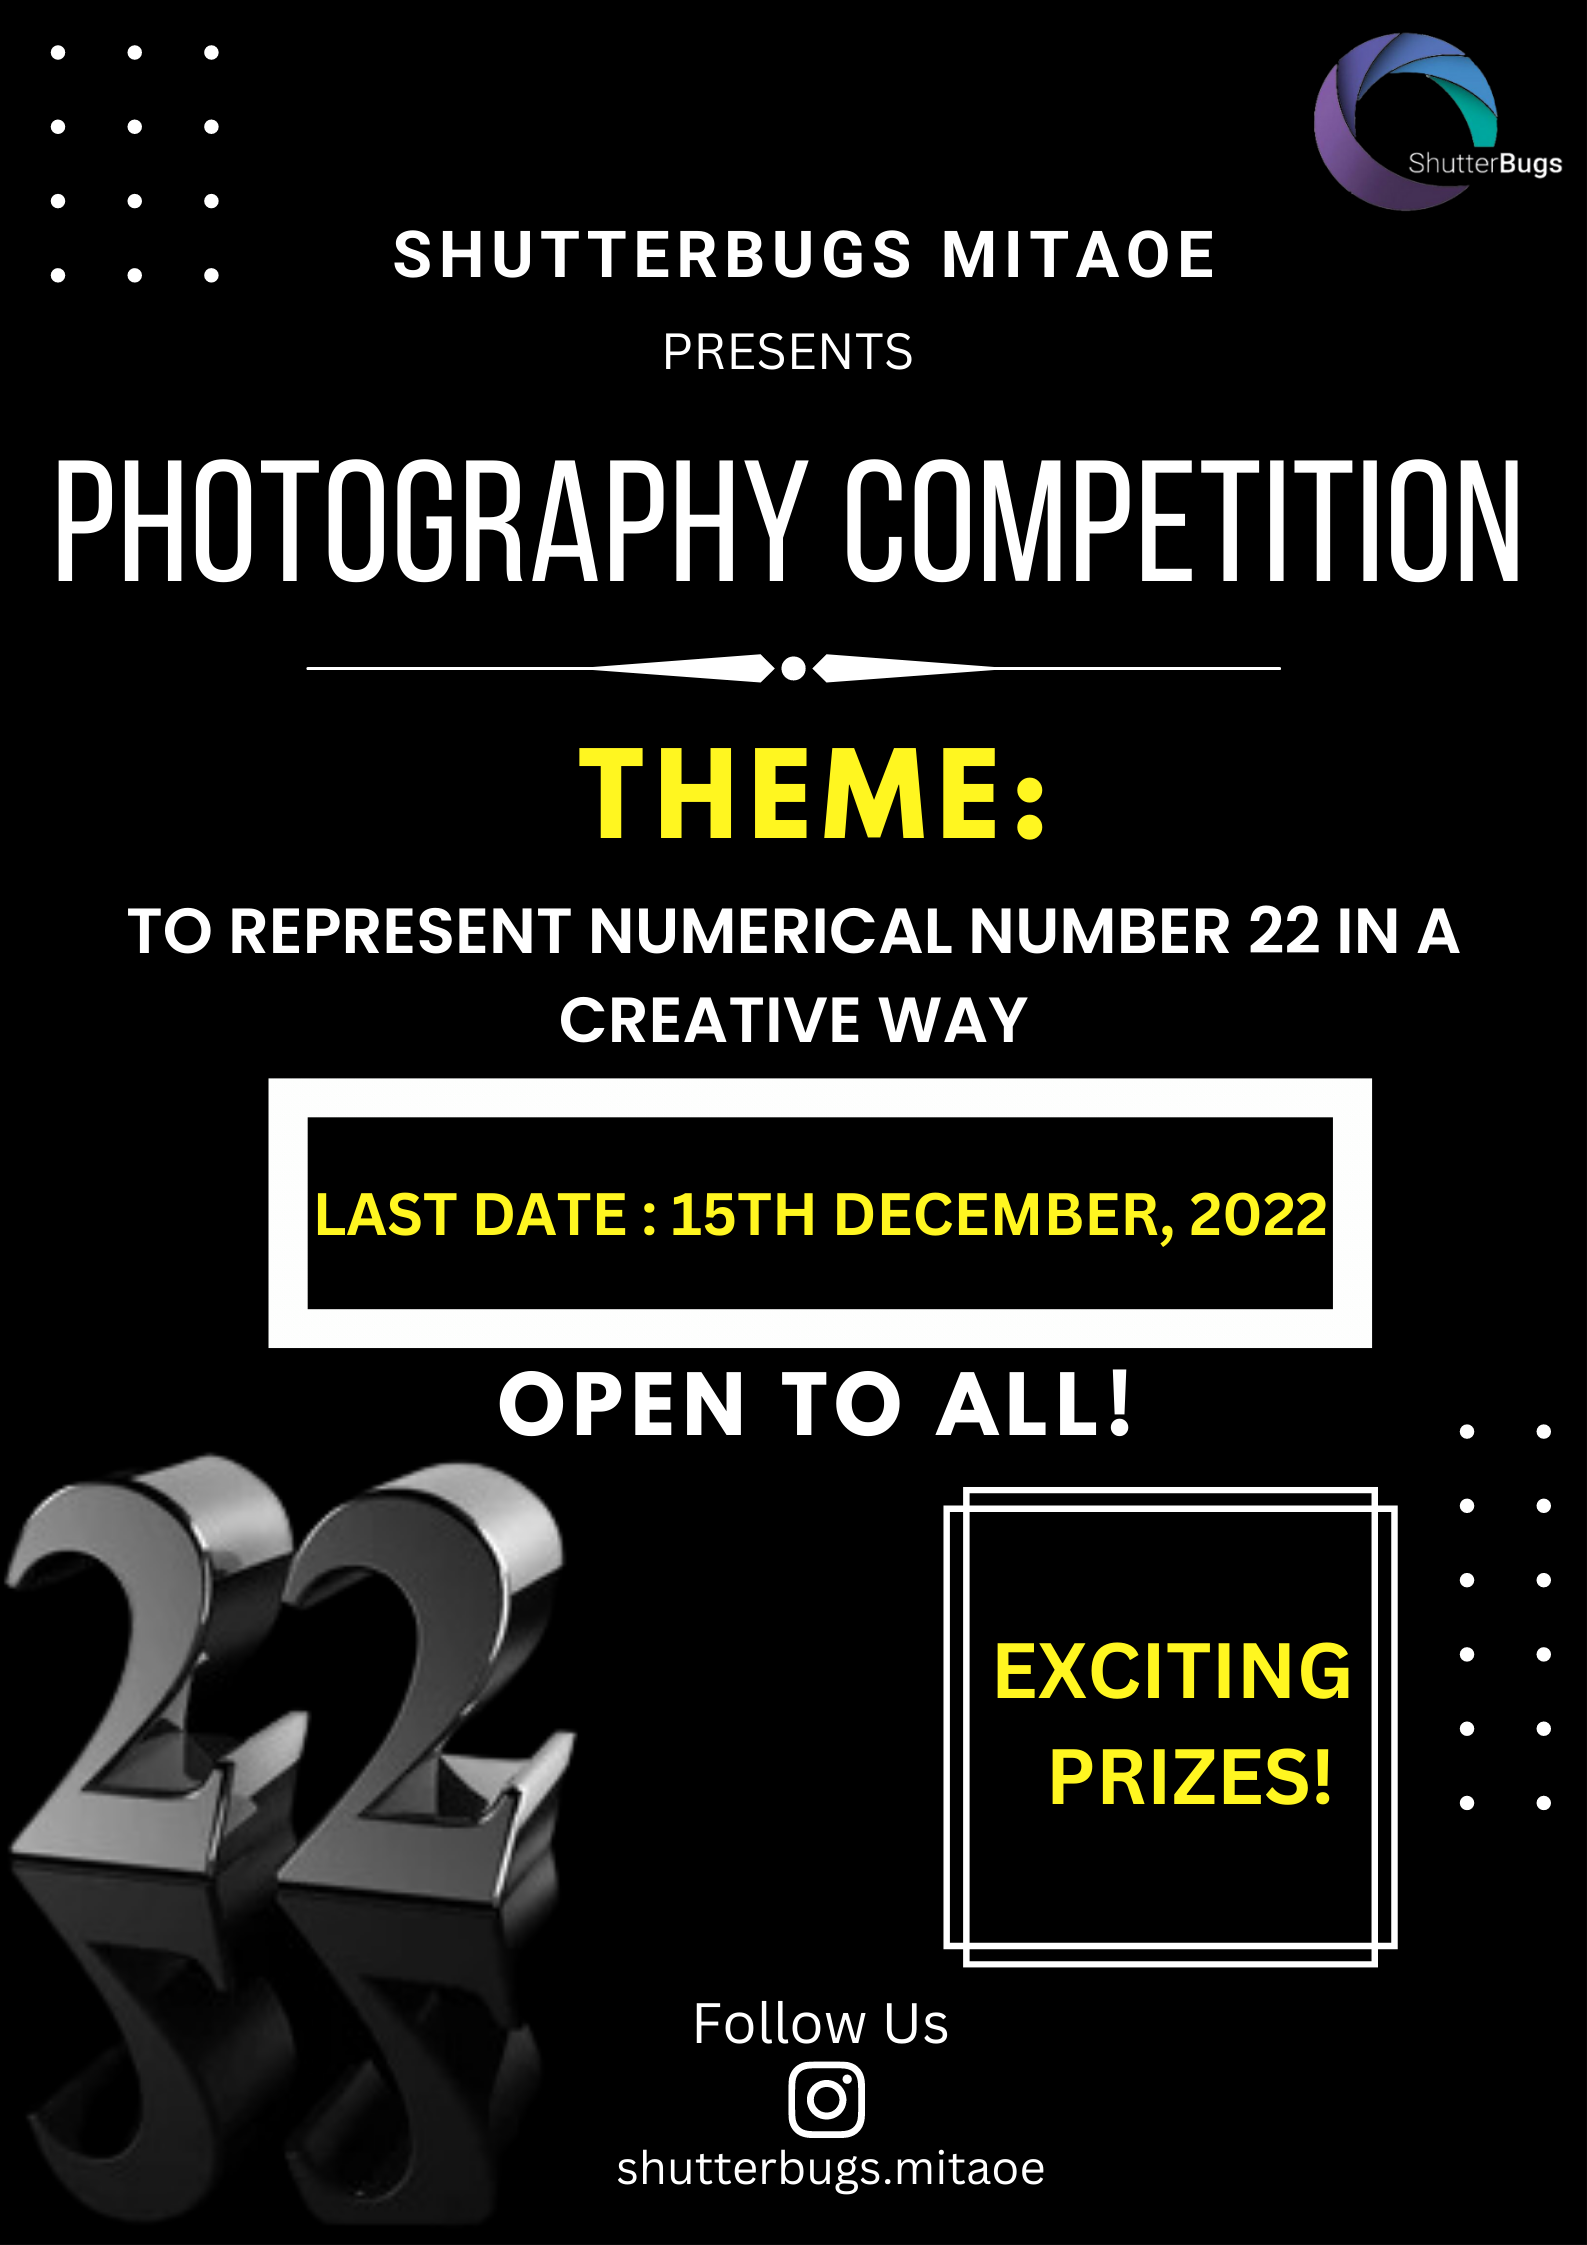 ShutterBugs
SHUTTERBUGS MITAOE
PRESENTS
PHOTOGRAPHY COMPETITION
THEME:
TO REPRESENT NUMERICAL NUMBER 22 IN A
CREATIVE WAY
LAST DATE : 15TH DECEMBER, 2022
OPEN TO ALL!
22
EXCITING
PRIZES!
Follow Us
shutterbugs.mitaoe